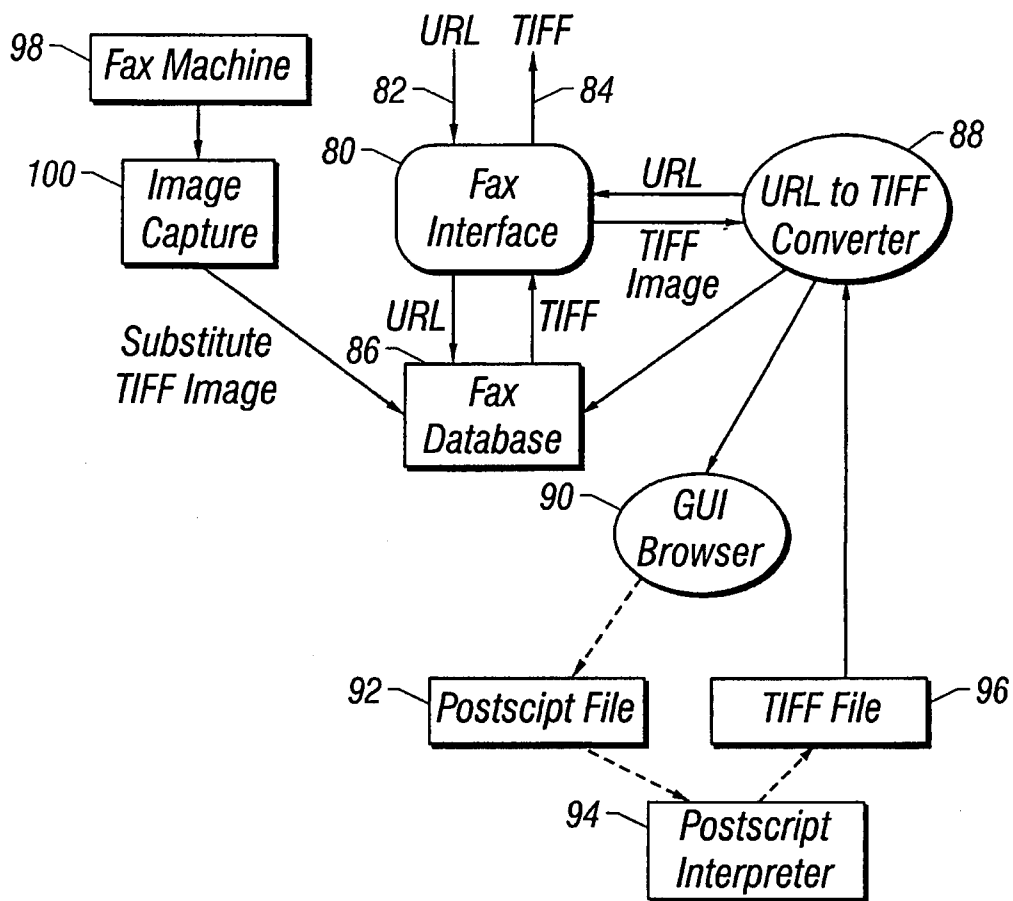 URL TIFF
98
Fax Machine
82
84
80
88
100
Image
Capture
Fax
Interface
URL
URL to TIFF
Converter
TIFF
Image
URL
TIFF
Substitute
TIFF Image
86
Fax
Database
90
GUI
Browser
92
Postscipt File
TIFF File
96
94
Postscript
Interpreter